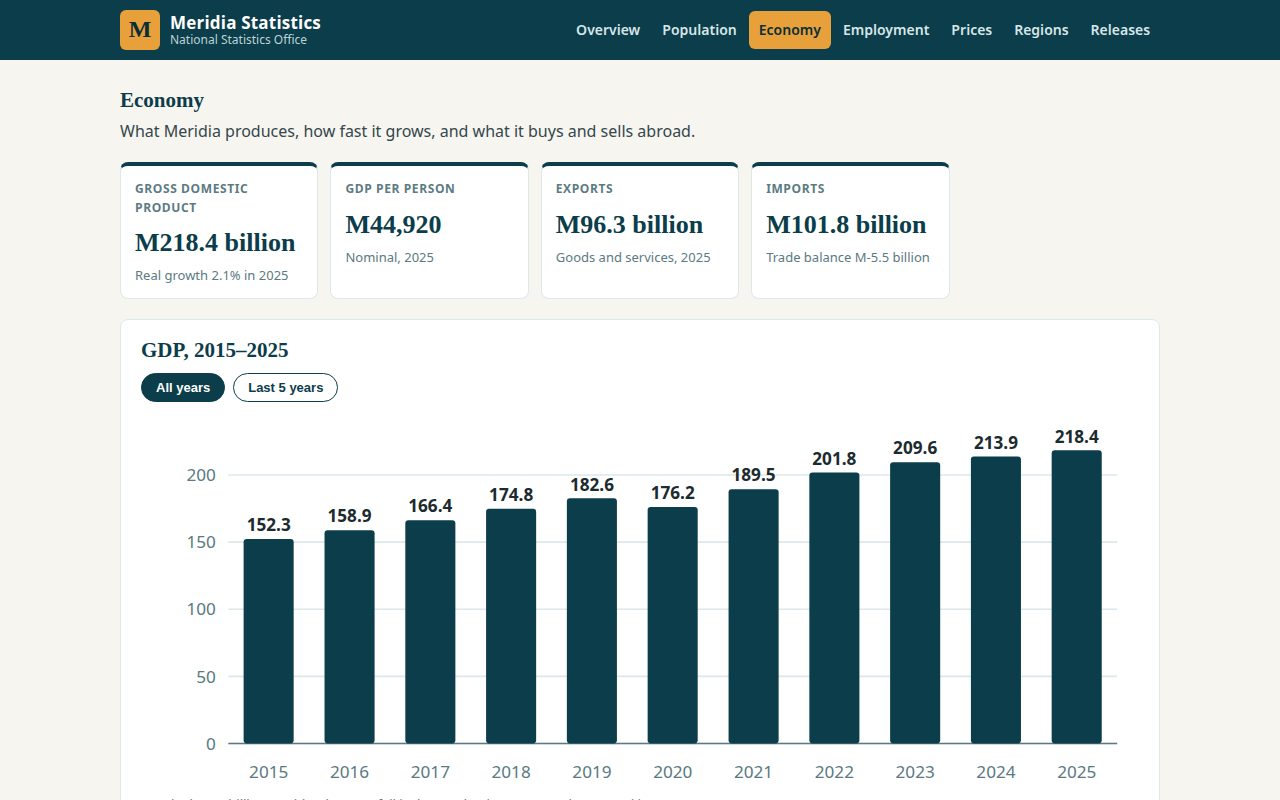 M
Meridia Statistics
National Statistics Office
Overview
Population
Economy
Employment
Prices
Regions
Releases
Economy
What Meridia produces, how fast it grows, and what it buys and sells abroad.
GROSS DOMESTIC
PRODUCT
M218.4 billion
Real growth 2.1% in 2025
GDP PER PERSON
M44,920
Nominal, 2025
EXPORTS
M96.3 billion
Goods and services, 2025
IMPORTS
M101.8 billion
Trade balance M-5.5 billion
GDP, 2015–2025
All years
Last 5 years
152.3
158.9
166.4
174.8
182.6
176.2
189.5
201.8
209.6
213.9
218.4
200
150
100
50
0
2015
2016
2017
2018
2019
2020
2021
2022
2023
2024
2025